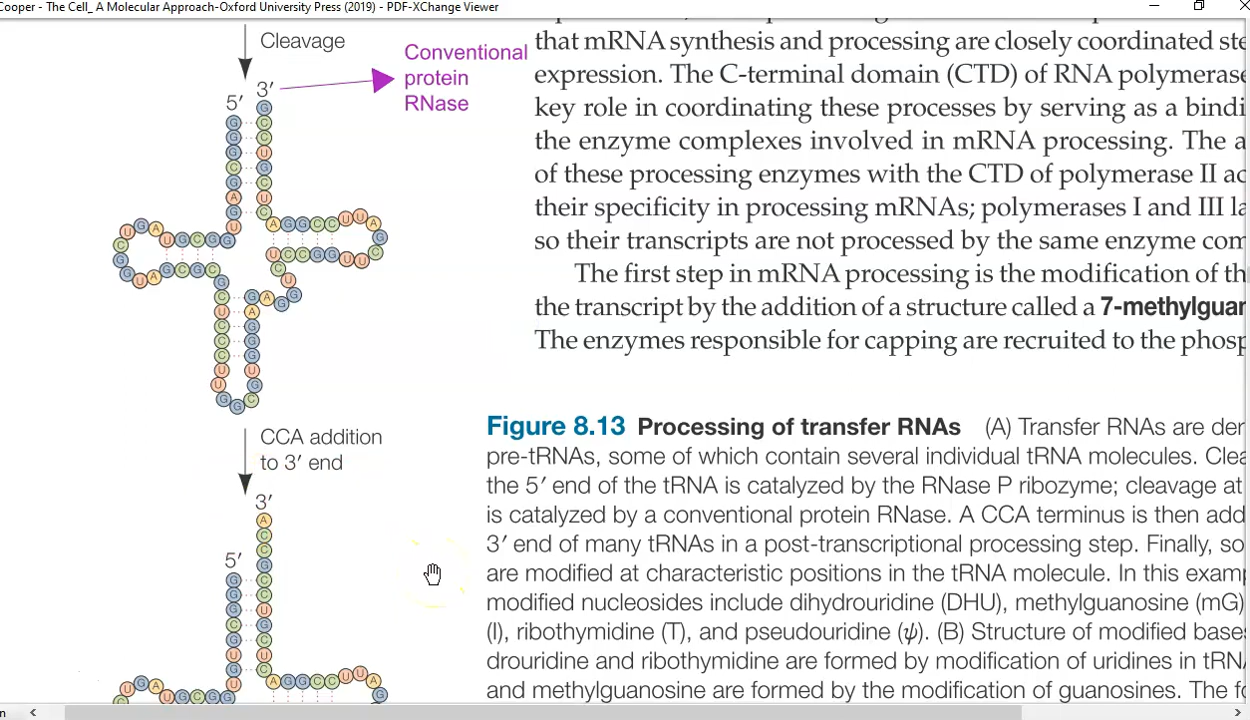 Cooper - The Cell_ A Molecular Approach-Oxford University Press (2019) - PDF-XChange Viewer
Cleavage
Conventional
protein
RNase
3′
5′
that mRNA synthesis and processing are closely coordinated ste
expression. The C-terminal domain (CTD) of RNA polymerase
key role in coordinating these processes by serving as a bindi
the enzyme complexes involved in mRNA processing. The a
of these processing enzymes with the CTD of polymerase II ac
their specificity in processing mRNAs; polymerases I and III la
so their transcripts are not processed by the same enzyme com
The first step in mRNA processing is the modification of th
the transcript by the addition of a structure called a 7-methylguan
The enzymes responsible for capping are recruited to the phosp
CCA addition
to 3′ end
3′
5′
Figure 8.13 Processing of transfer RNAs (A) Transfer RNAs are der
pre-tRNAs, some of which contain several individual tRNA molecules. Clea
the 5′ end of the tRNA is catalyzed by the RNase P ribozyme; cleavage at
is catalyzed by a conventional protein RNase. A CCA terminus is then add
3′ end of many tRNAs in a post-transcriptional processing step. Finally, so
are modified at characteristic positions in the tRNA molecule. In this exam
modified nucleosides include dihydrouridine (DHU), methylguanosine (mG)
(I), ribothymidine (T), and pseudouridine (ψ). (B) Structure of modified base
drouridine and ribothymidine are formed by modification of uridines in tRN
and methylguanosine are formed by the modification of guanosines. The fo